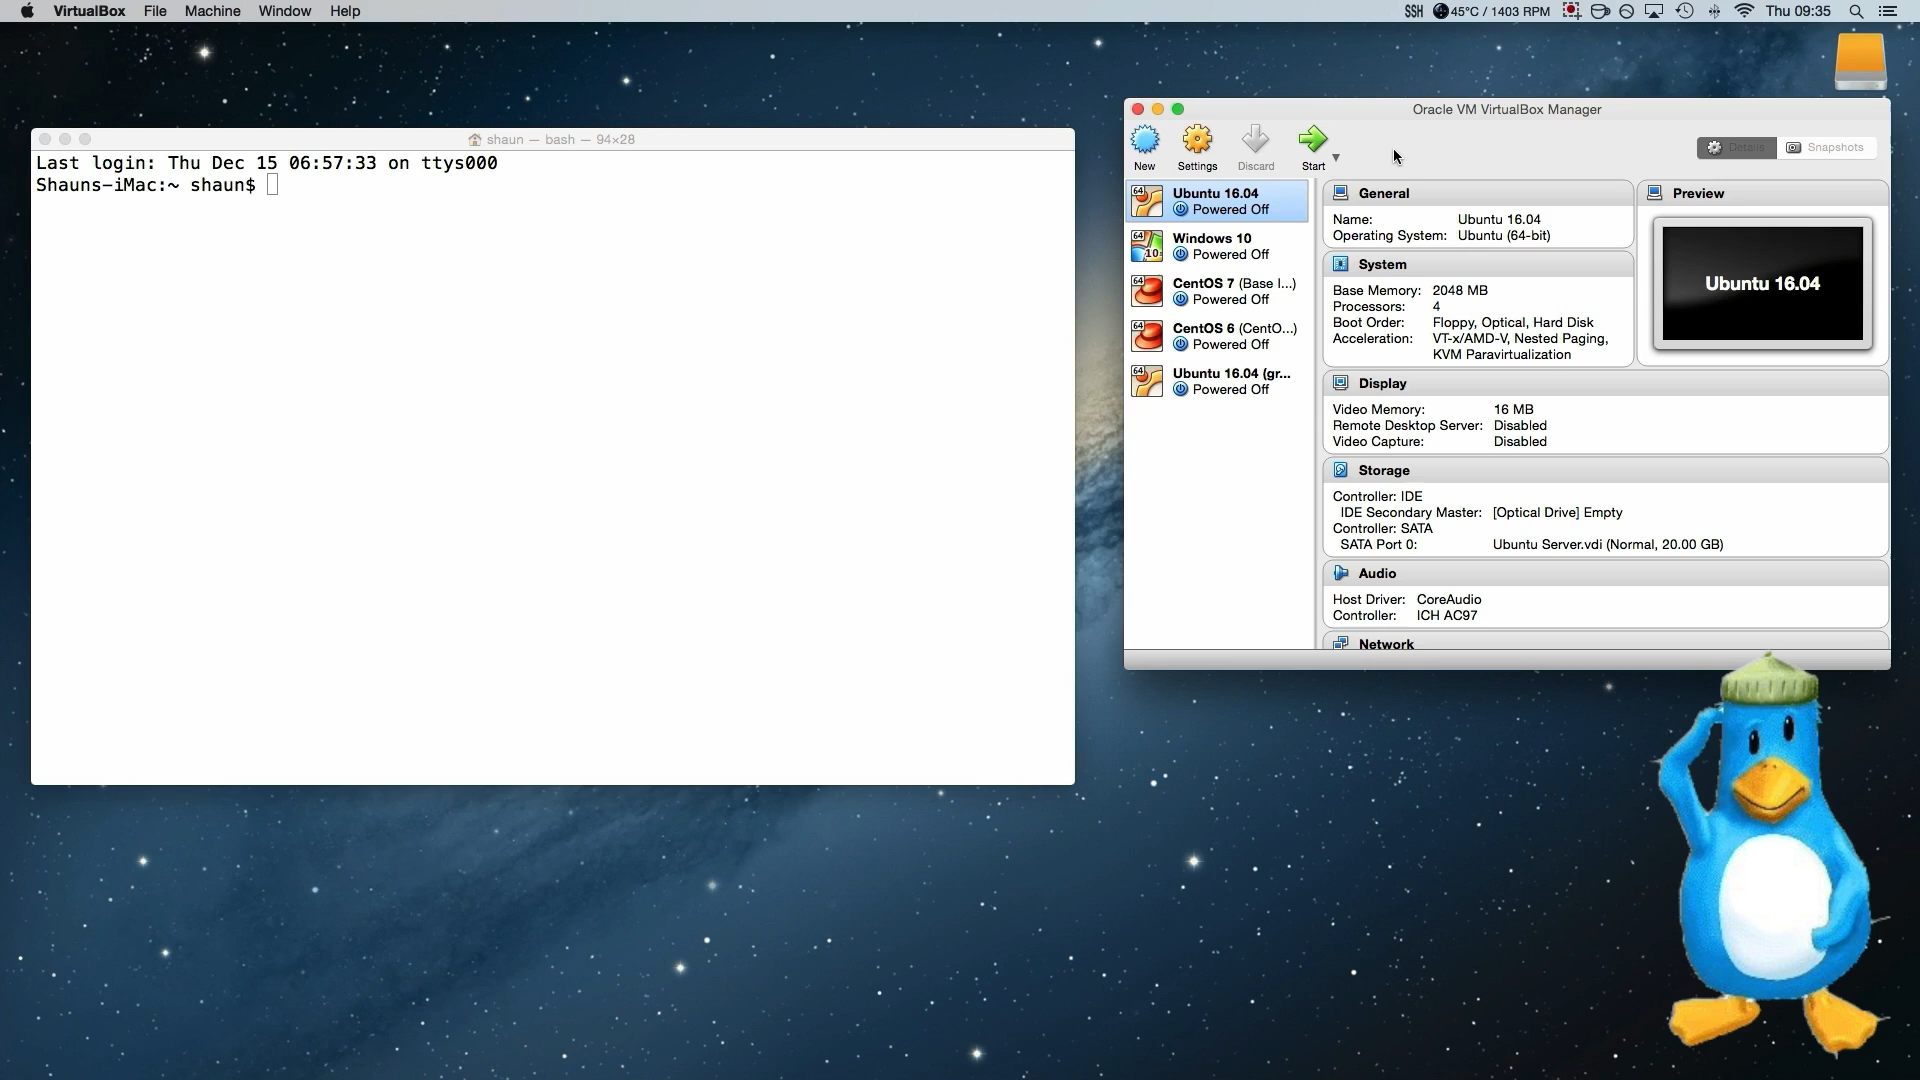 VirtualBox File Machine Window Help
SSH 45°C / 1403 RPM Thu 09:35
shaun — bash — 94×28
Last login: Thu Dec 15 06:57:33 on ttys000
Shauns-iMac:~ shaun$
Oracle VM VirtualBox Manager
New Settings Discard Start
Details Snapshots
Ubuntu 16.04
Powered Off
Windows 10
Powered Off
CentOS 7 (Base I...)
Powered Off
CentOS 6 (CentO...)
Powered Off
Ubuntu 16.04 (gr...
Powered Off
General
Name: Ubuntu 16.04
Operating System: Ubuntu (64-bit)
System
Base Memory: 2048 MB
Processors: 4
Boot Order: Floppy, Optical, Hard Disk
Acceleration: VT-x/AMD-V, Nested Paging,
KVM Paravirtualization
Preview
Ubuntu 16.04
Display
Video Memory: 16 MB
Remote Desktop Server: Disabled
Video Capture: Disabled
Storage
Controller: IDE
IDE Secondary Master: [Optical Drive] Empty
Controller: SATA
SATA Port 0: Ubuntu Server.vdi (Normal, 20.00 GB)
Audio
Host Driver: CoreAudio
Controller: ICH AC97
Network